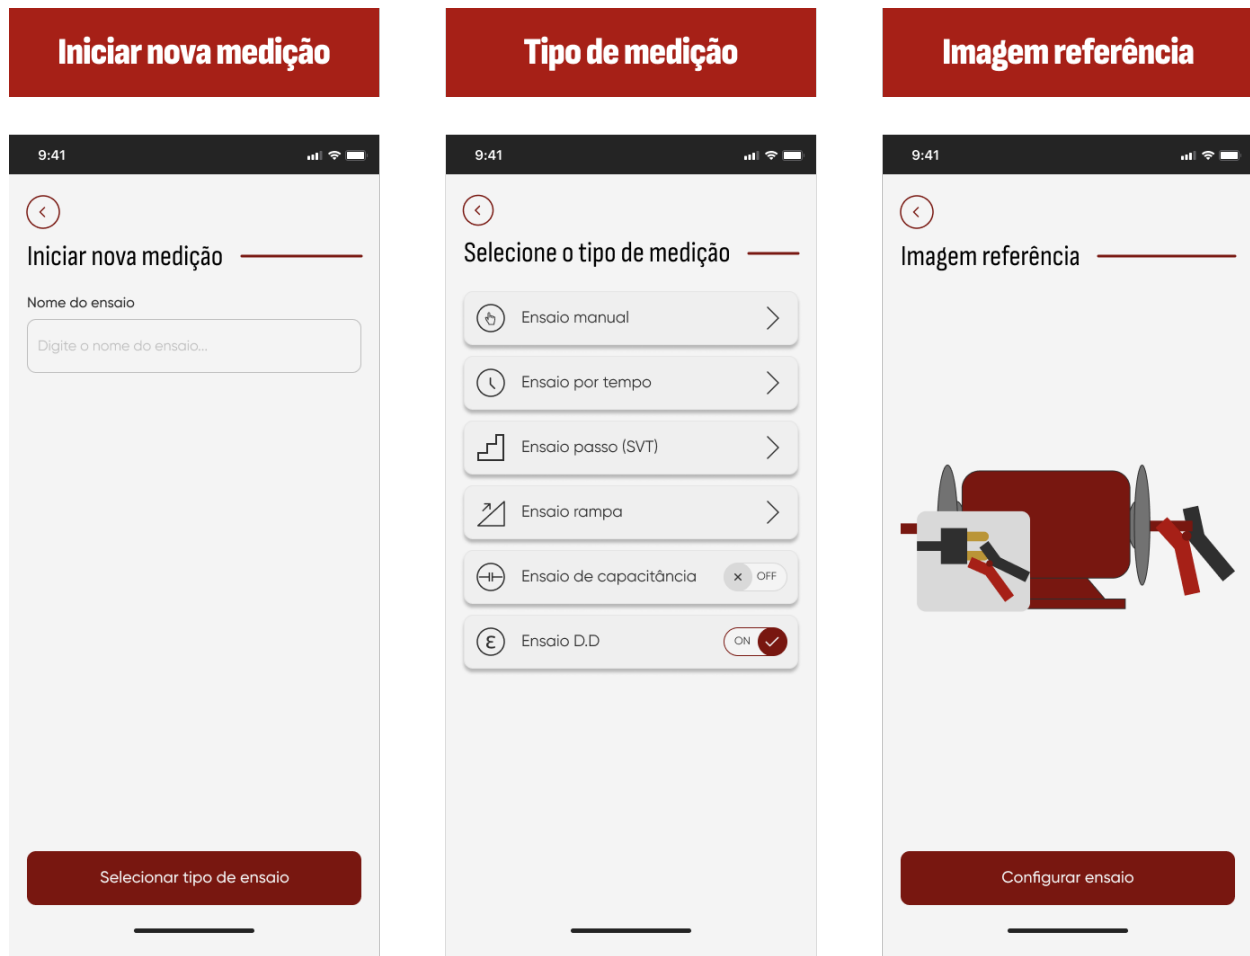 Iniciar nova medição
Tipo de medição
Imagem referência
9:41
Iniciar nova medição
Nome do ensaio
Digite o nome do ensaio...
Selecionar tipo de ensaio
9:41
Selecione o tipo de medição
Ensaio manual
Ensaio por tempo
Ensaio passo (SVT)
Ensaio rampa
Ensaio de capacitância
OFF
Ensaio D.D
ON
9:41
Imagem referência
Configurar ensaio